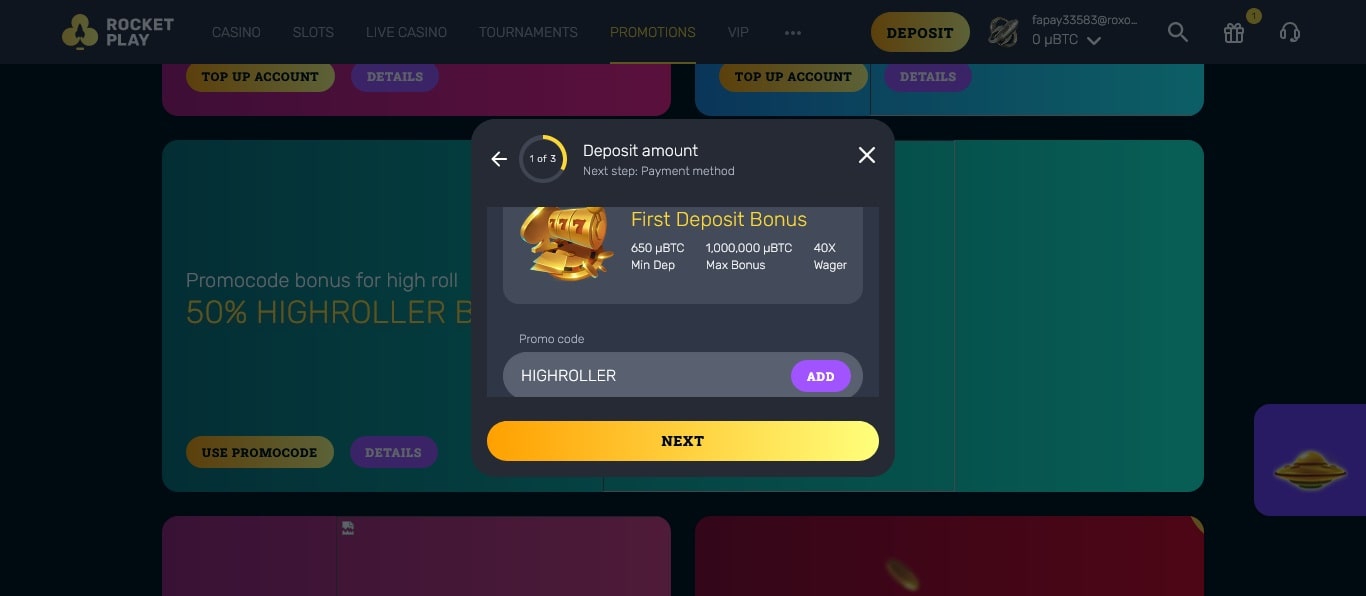 ROCKET
PLAY
CASINO
SLOTS
LIVE CASINO
TOURNAMENTS
PROMOTIONS
VIP
DEPOSIT
fapay33583@roxo...
0 μBTC
1
TOP UP ACCOUNT
DETAILS
TOP UP ACCOUNT
DETAILS
1 of 3
Deposit amount
Next step: Payment method
777
First Deposit Bonus
650 μBTC
Min Dep
1,000,000 μBTC
Max Bonus
40X
Wager
Promo code
HIGHROLLER
ADD
NEXT
Promocode bonus for high roll
50% HIGHROLLER B
USE PROMOCODE
DETAILS